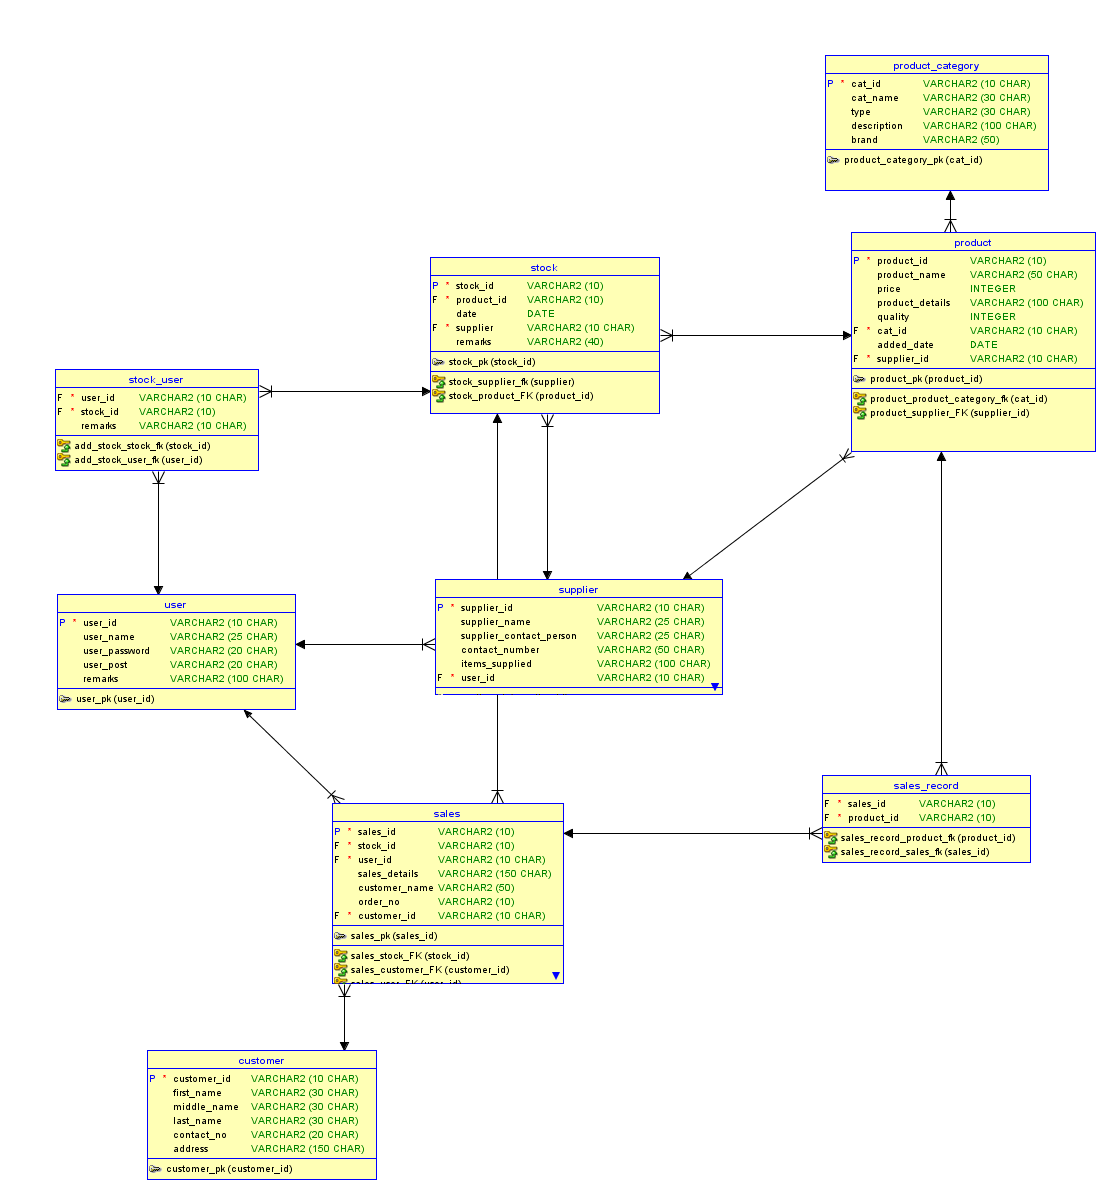 product_category
P * cat_id VARCHAR2 (10 CHAR)
cat_name VARCHAR2 (30 CHAR)
type VARCHAR2 (30 CHAR)
description VARCHAR2 (100 CHAR)
brand VARCHAR2 (50)
product_category_pk (cat_id)
product
P * product_id VARCHAR2 (10)
product_name VARCHAR2 (50 CHAR)
price INTEGER
product_details VARCHAR2 (100 CHAR)
quality INTEGER
F * cat_id VARCHAR2 (10 CHAR)
added_date DATE
F * supplier_id VARCHAR2 (10 CHAR)
product_pk (product_id)
product_product_category_fk (cat_id)
product_supplier_FK (supplier_id)
stock
P * stock_id VARCHAR2 (10)
F * product_id VARCHAR2 (10)
date DATE
F * supplier VARCHAR2 (10 CHAR)
remarks VARCHAR2 (40)
stock_pk (stock_id)
stock_supplier_fk (supplier)
stock_product_FK (product_id)
stock_user
F * user_id VARCHAR2 (10 CHAR)
F * stock_id VARCHAR2 (10)
remarks VARCHAR2 (10 CHAR)
add_stock_stock_fk (stock_id)
add_stock_user_fk (user_id)
user
P * user_id VARCHAR2 (10 CHAR)
user_name VARCHAR2 (25 CHAR)
user_password VARCHAR2 (20 CHAR)
user_post VARCHAR2 (20 CHAR)
remarks VARCHAR2 (100 CHAR)
user_pk (user_id)
supplier
P * supplier_id VARCHAR2 (10 CHAR)
supplier_name VARCHAR2 (25 CHAR)
supplier_contact_person VARCHAR2 (25 CHAR)
contact_number VARCHAR2 (50 CHAR)
items_supplied VARCHAR2 (100 CHAR)
F * user_id VARCHAR2 (10 CHAR)
sales_record
F * sales_id VARCHAR2 (10)
F * product_id VARCHAR2 (10)
sales_record_product_fk (product_id)
sales_record_sales_fk (sales_id)
sales
P * sales_id VARCHAR2 (10)
F * stock_id VARCHAR2 (10)
F * user_id VARCHAR2 (10 CHAR)
sales_details VARCHAR2 (150 CHAR)
customer_name VARCHAR2 (50)
order_no VARCHAR2 (10)
F * customer_id VARCHAR2 (10 CHAR)
sales_pk (sales_id)
sales_stock_FK (stock_id)
sales_customer_FK (customer_id)
sales_user_FK (user_id)
customer
P * customer_id VARCHAR2 (10 CHAR)
first_name VARCHAR2 (30 CHAR)
middle_name VARCHAR2 (30 CHAR)
last_name VARCHAR2 (30 CHAR)
contact_no VARCHAR2 (20 CHAR)
address VARCHAR2 (150 CHAR)
customer_pk (customer_id)